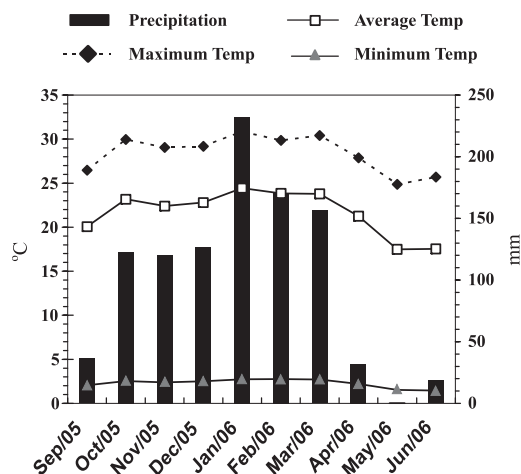 Precipitation Average Temp
Maximum Temp Minimum Temp
35 250
30 200
25
20 150
°C mm
15 100
10
5 50
0 0
Sep/05 Oct/05 Nov/05 Dec/05 Jan/06 Feb/06 Mar/06 Apr/06 May/06 Jun/06